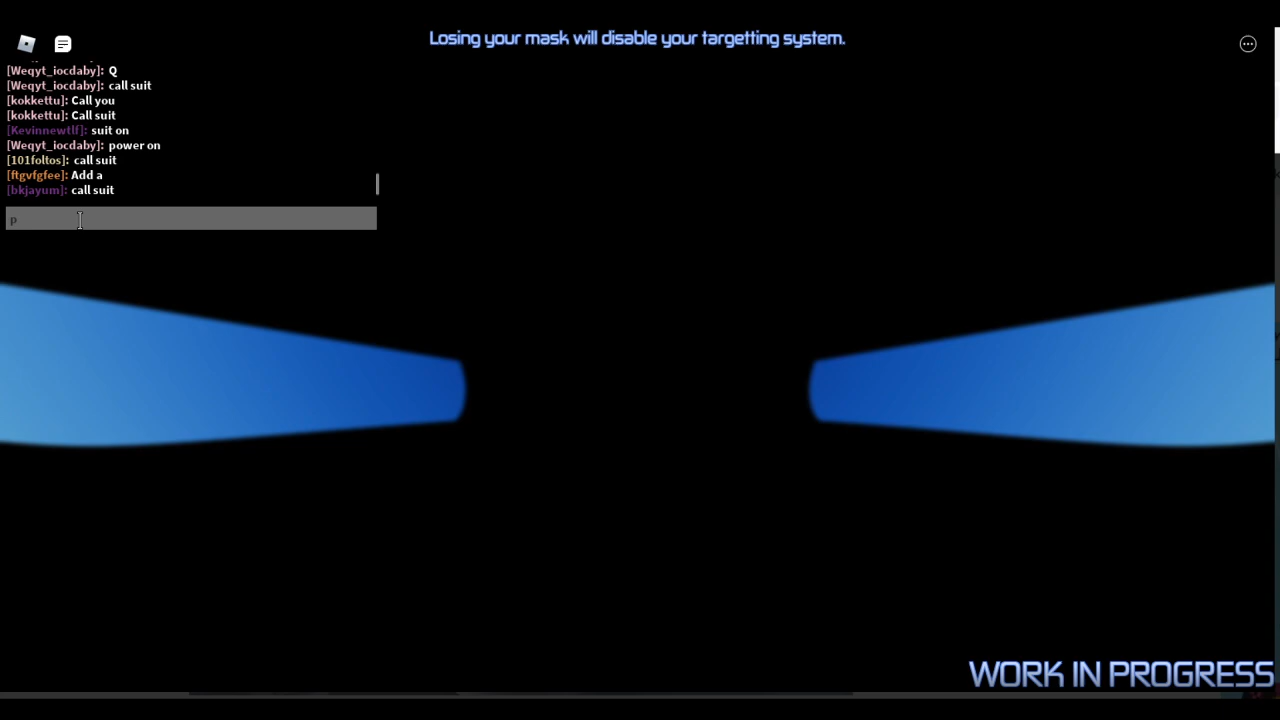 Losing your mask will disable your targetting system.
[Weqyt_iocdaby]: Q
[Weqyt_iocdaby]: call suit
[kokkettu]: Call you
[kokkettu]: Call suit
[Kevinnewtlf]: suit on
[Weqyt_iocdaby]: power on
[101foltos]: call suit
[ftgvfgfee]: Add a
[bkjayum]: call suit
p
WORK IN PROGRESS